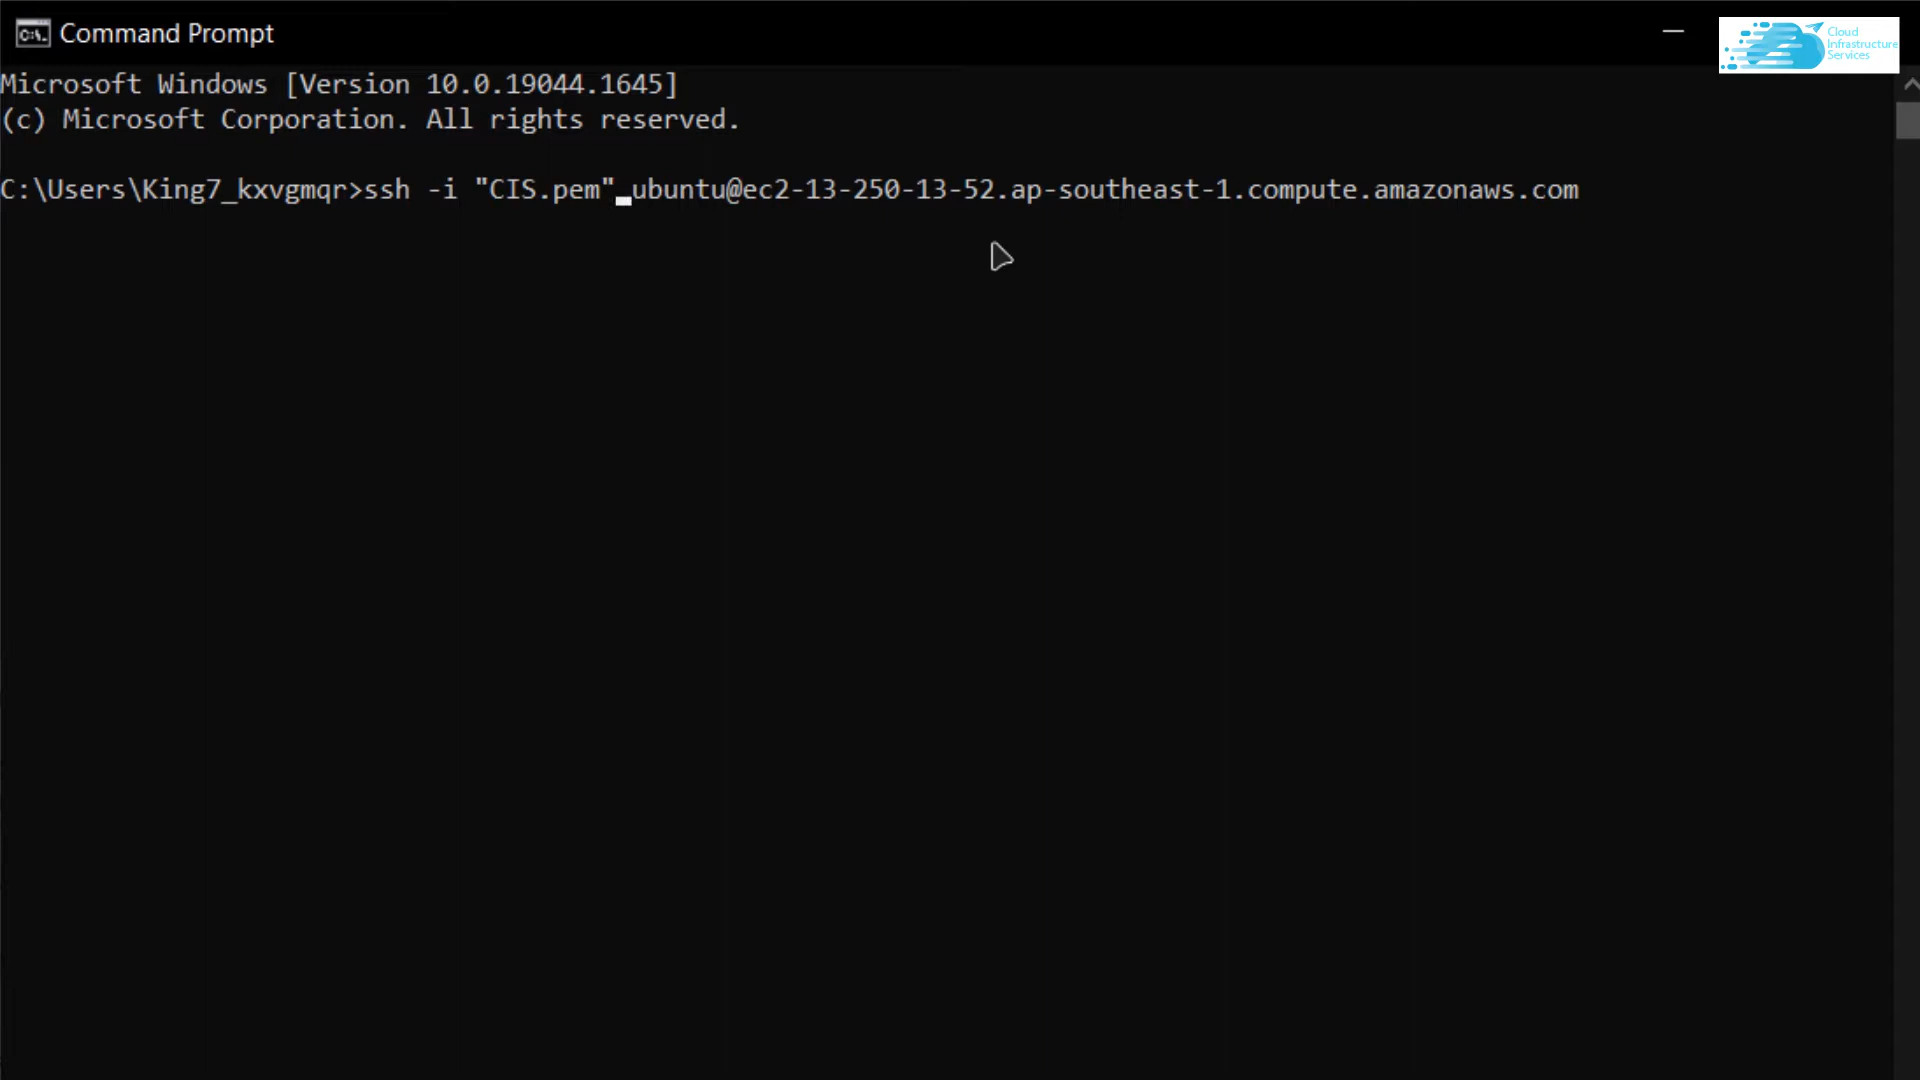 Command Prompt
Cloud
Infrastructure
Services
Microsoft Windows [Version 10.0.19044.1645]
(c) Microsoft Corporation. All rights reserved.
C:\Users\King7_kxvgmqr>ssh -i "CIS.pem" ubuntu@ec2-13-250-13-52.ap-southeast-1.compute.amazonaws.com